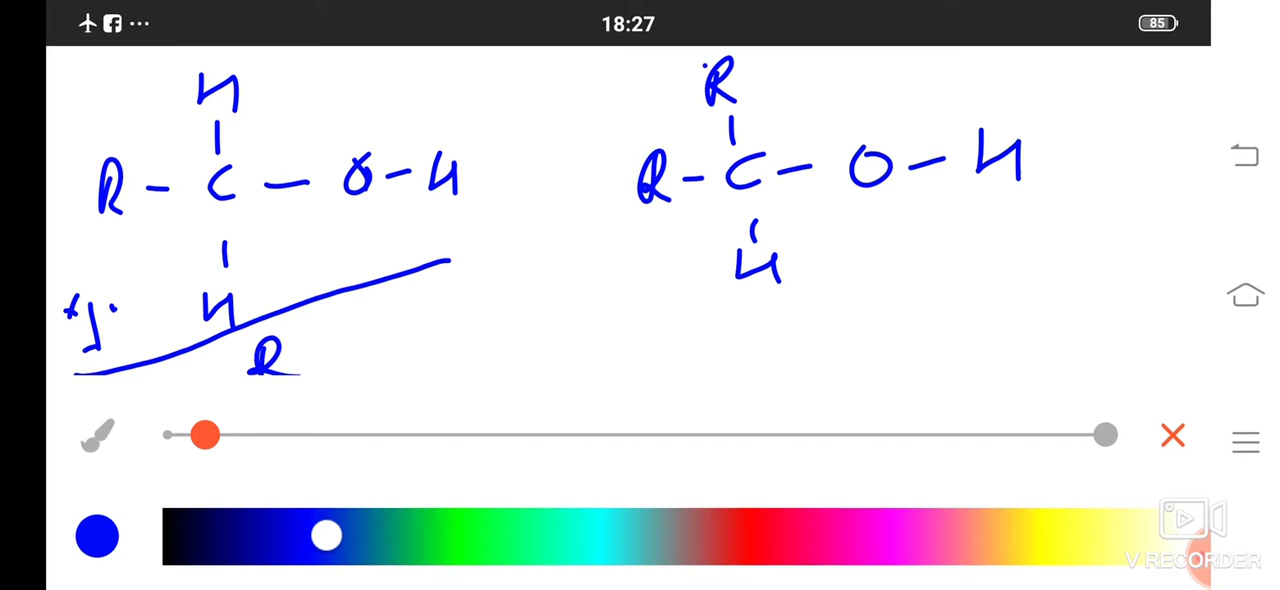 18:27
85
H R
R - C - O - H R - C - O - H
H H
R
V RECORDER